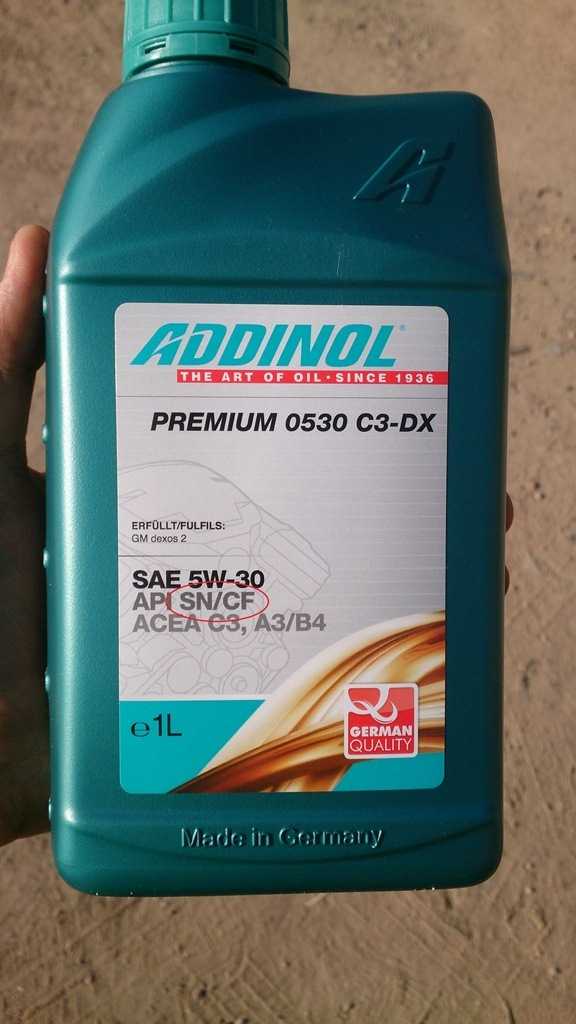 ADDINOL®
THE ART OF OIL · SINCE 1936
PREMIUM 0530 C3-DX
ERFÜLLT/FULFILS:
GM dexos 2
SAE 5W-30
API SN/CF
ACEA C3, A3/B4
℮1L
GERMAN
QUALITY
Made in Germany